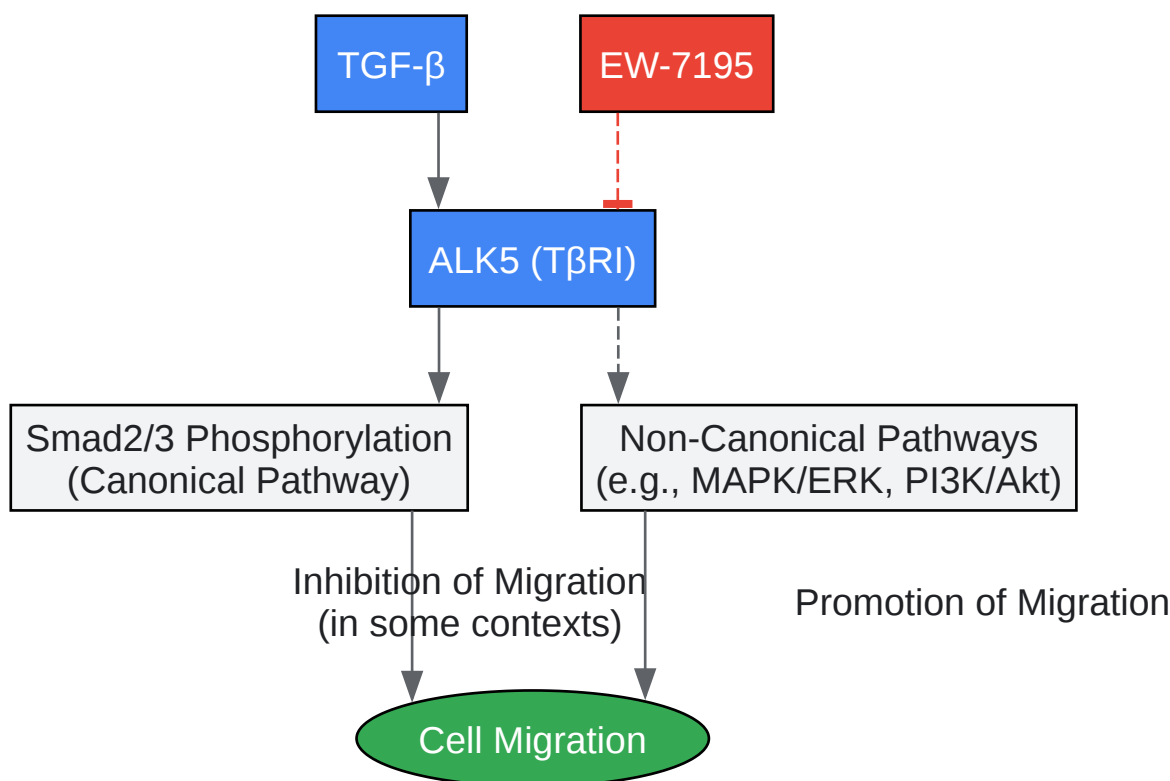 TGF-β
EW-7195
ALK5 (TβRI)
Smad2/3 Phosphorylation
(Canonical Pathway)
Non-Canonical Pathways
(e.g., MAPK/ERK, PI3K/Akt)
Inhibition of Migration
(in some contexts)
Promotion of Migration
Cell Migration